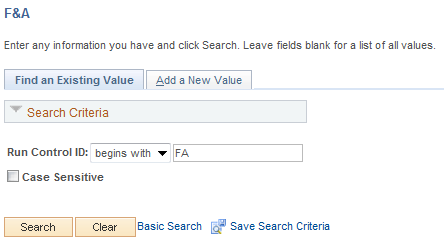 F&A
Enter any information you have and click Search. Leave fields blank for a list of all values.
Find an Existing Value Add a New Value
Search Criteria
Run Control ID: begins with FA
Case Sensitive
Search Clear Basic Search Save Search Criteria